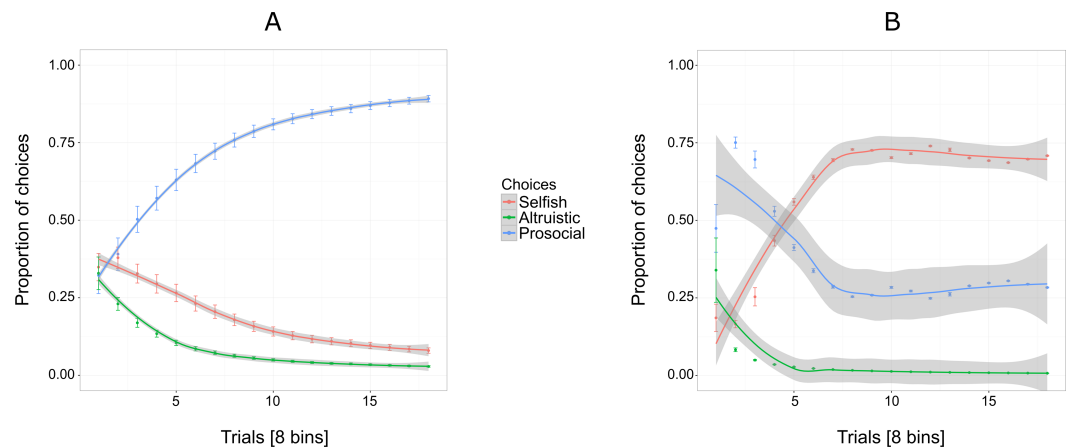 A
B
Proportion of choices
1.00
0.75
0.50
0.25
0.00
5
10
15
Trials [8 bins]
Choices
Selfish
Altruistic
Prosocial
Proportion of choices
1.00
0.75
0.50
0.25
0.00
5
10
15
Trials [8 bins]